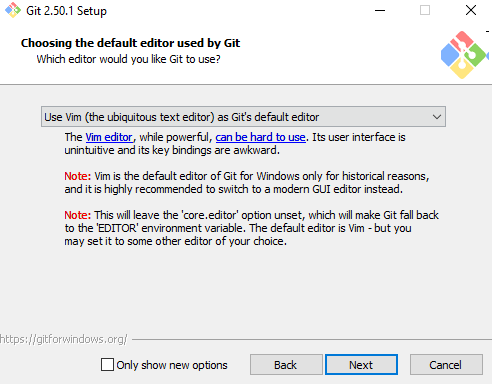 Git 2.50.1 Setup
Choosing the default editor used by Git
Which editor would you like Git to use?
Use Vim (the ubiquitous text editor) as Git's default editor
The Vim editor, while powerful, can be hard to use. Its user interface is
unintuitive and its key bindings are awkward.
Note: Vim is the default editor of Git for Windows only for historical reasons,
and it is highly recommended to switch to a modern GUI editor instead.
Note: This will leave the 'core.editor' option unset, which will make Git fall back
to the 'EDITOR' environment variable. The default editor is Vim - but you
may set it to some other editor of your choice.
https://gitforwindows.org/
Only show new options
Back
Next
Cancel